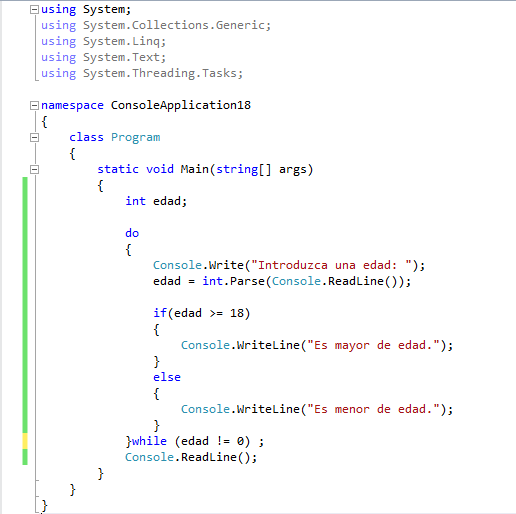 using System;
using System.Collections.Generic;
using System.Linq;
using System.Text;
using System.Threading.Tasks;

namespace ConsoleApplication18
{
    class Program
    {
        static void Main(string[] args)
        {
            int edad;

            do
            {
                Console.Write("Introduzca una edad: ");
                edad = int.Parse(Console.ReadLine());

                if(edad >= 18)
                {
                    Console.WriteLine("Es mayor de edad.");
                }
                else
                {
                    Console.WriteLine("Es menor de edad.");
                }
            }while (edad != 0) ;
            Console.ReadLine();
        }
    }
}